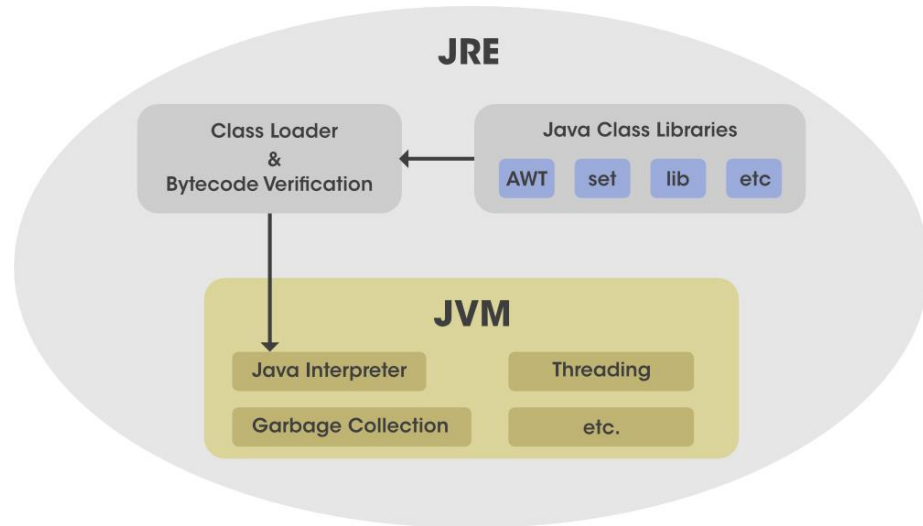 JRE
Class Loader
&
Bytecode Verification
Java Class Libraries
AWT set lib etc
JVM
Java Interpreter
Threading
Garbage Collection
etc.